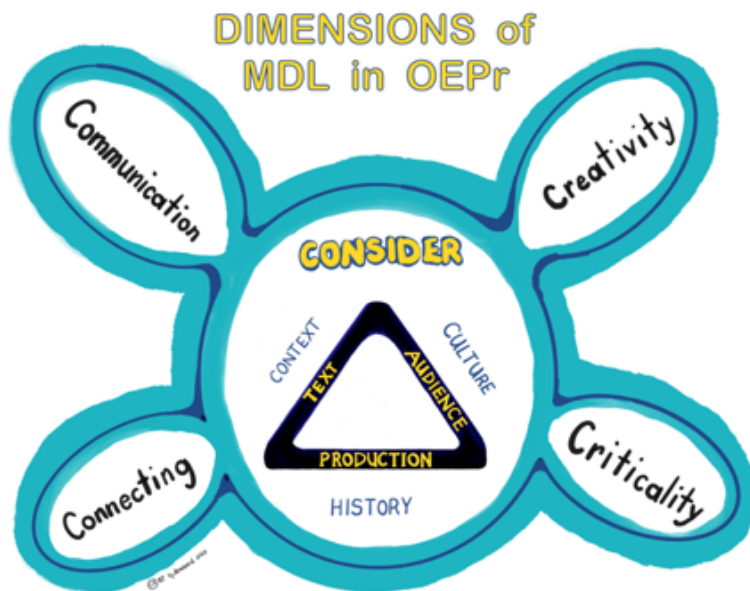 DIMENSIONS of
MDL in OEPr
Communication
Creativity
CONSIDER
CONTEXT
CULTURE
TEXT
AUDIENCE
PRODUCTION
HISTORY
Connecting
Criticality